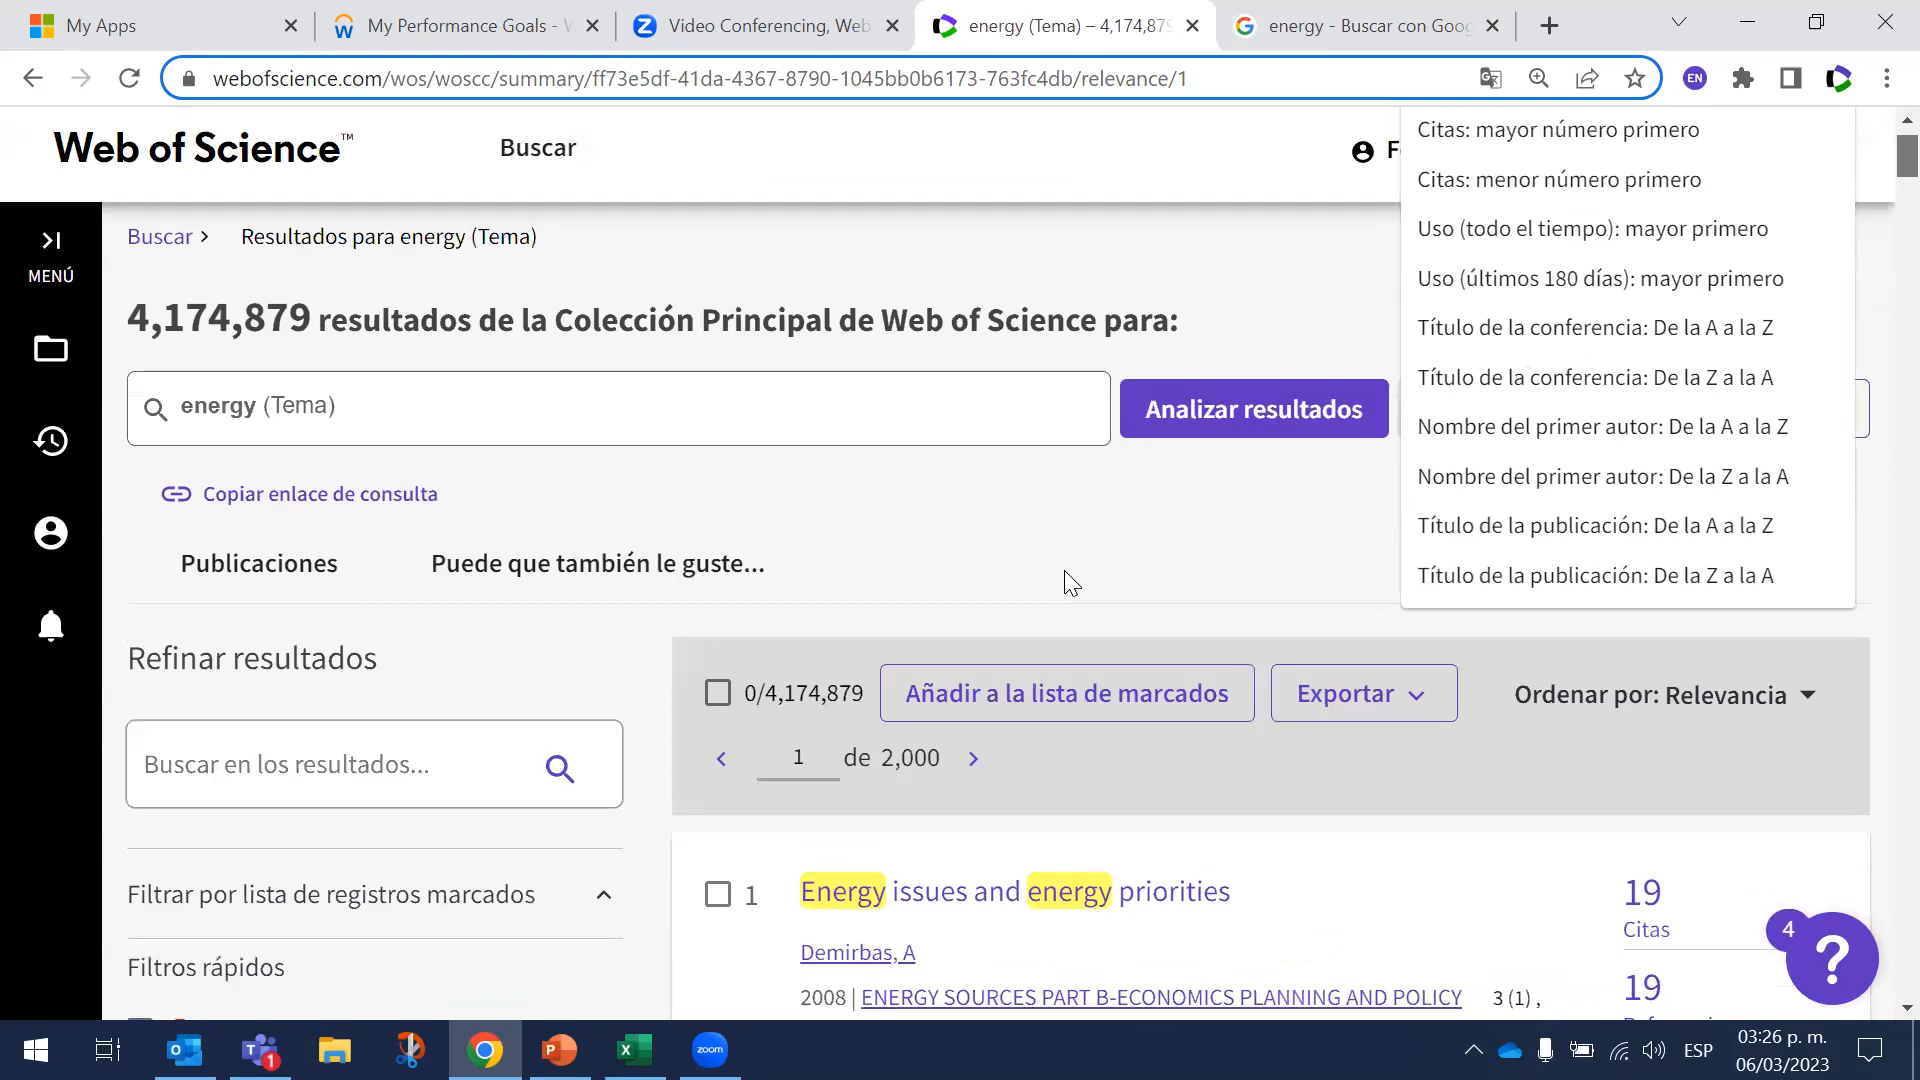 My Apps
My Performance Goals - W
Video Conferencing, Web
energy (Tema) – 4,174,879
energy - Buscar con Goog
webofscience.com/wos/woscc/summary/ff73e5df-41da-4367-8790-1045bb0b6173-763fc4db/relevance/1
EN
Web of Science™
Buscar
Citas: mayor número primero
Citas: menor número primero
Uso (todo el tiempo): mayor primero
Uso (últimos 180 días): mayor primero
Título de la conferencia: De la A a la Z
Título de la conferencia: De la Z a la A
Nombre del primer autor: De la A a la Z
Nombre del primer autor: De la Z a la A
Título de la publicación: De la A a la Z
Título de la publicación: De la Z a la A
MENÚ
Buscar > Resultados para energy (Tema)
4,174,879 resultados de la Colección Principal de Web of Science para:
energy (Tema)
Analizar resultados
Copiar enlace de consulta
Publicaciones
Puede que también le guste...
Refinar resultados
Buscar en los resultados...
Filtrar por lista de registros marcados
Filtros rápidos
0/4,174,879
Añadir a la lista de marcados
Exportar
Ordenar por: Relevancia
1 de 2,000
1
Energy issues and energy priorities
Demirbas, A
2008 | ENERGY SOURCES PART B-ECONOMICS PLANNING AND POLICY 3 (1) ,
19
Citas
19
4
?
1
zoom
ESP
03:26 p. m.
06/03/2023